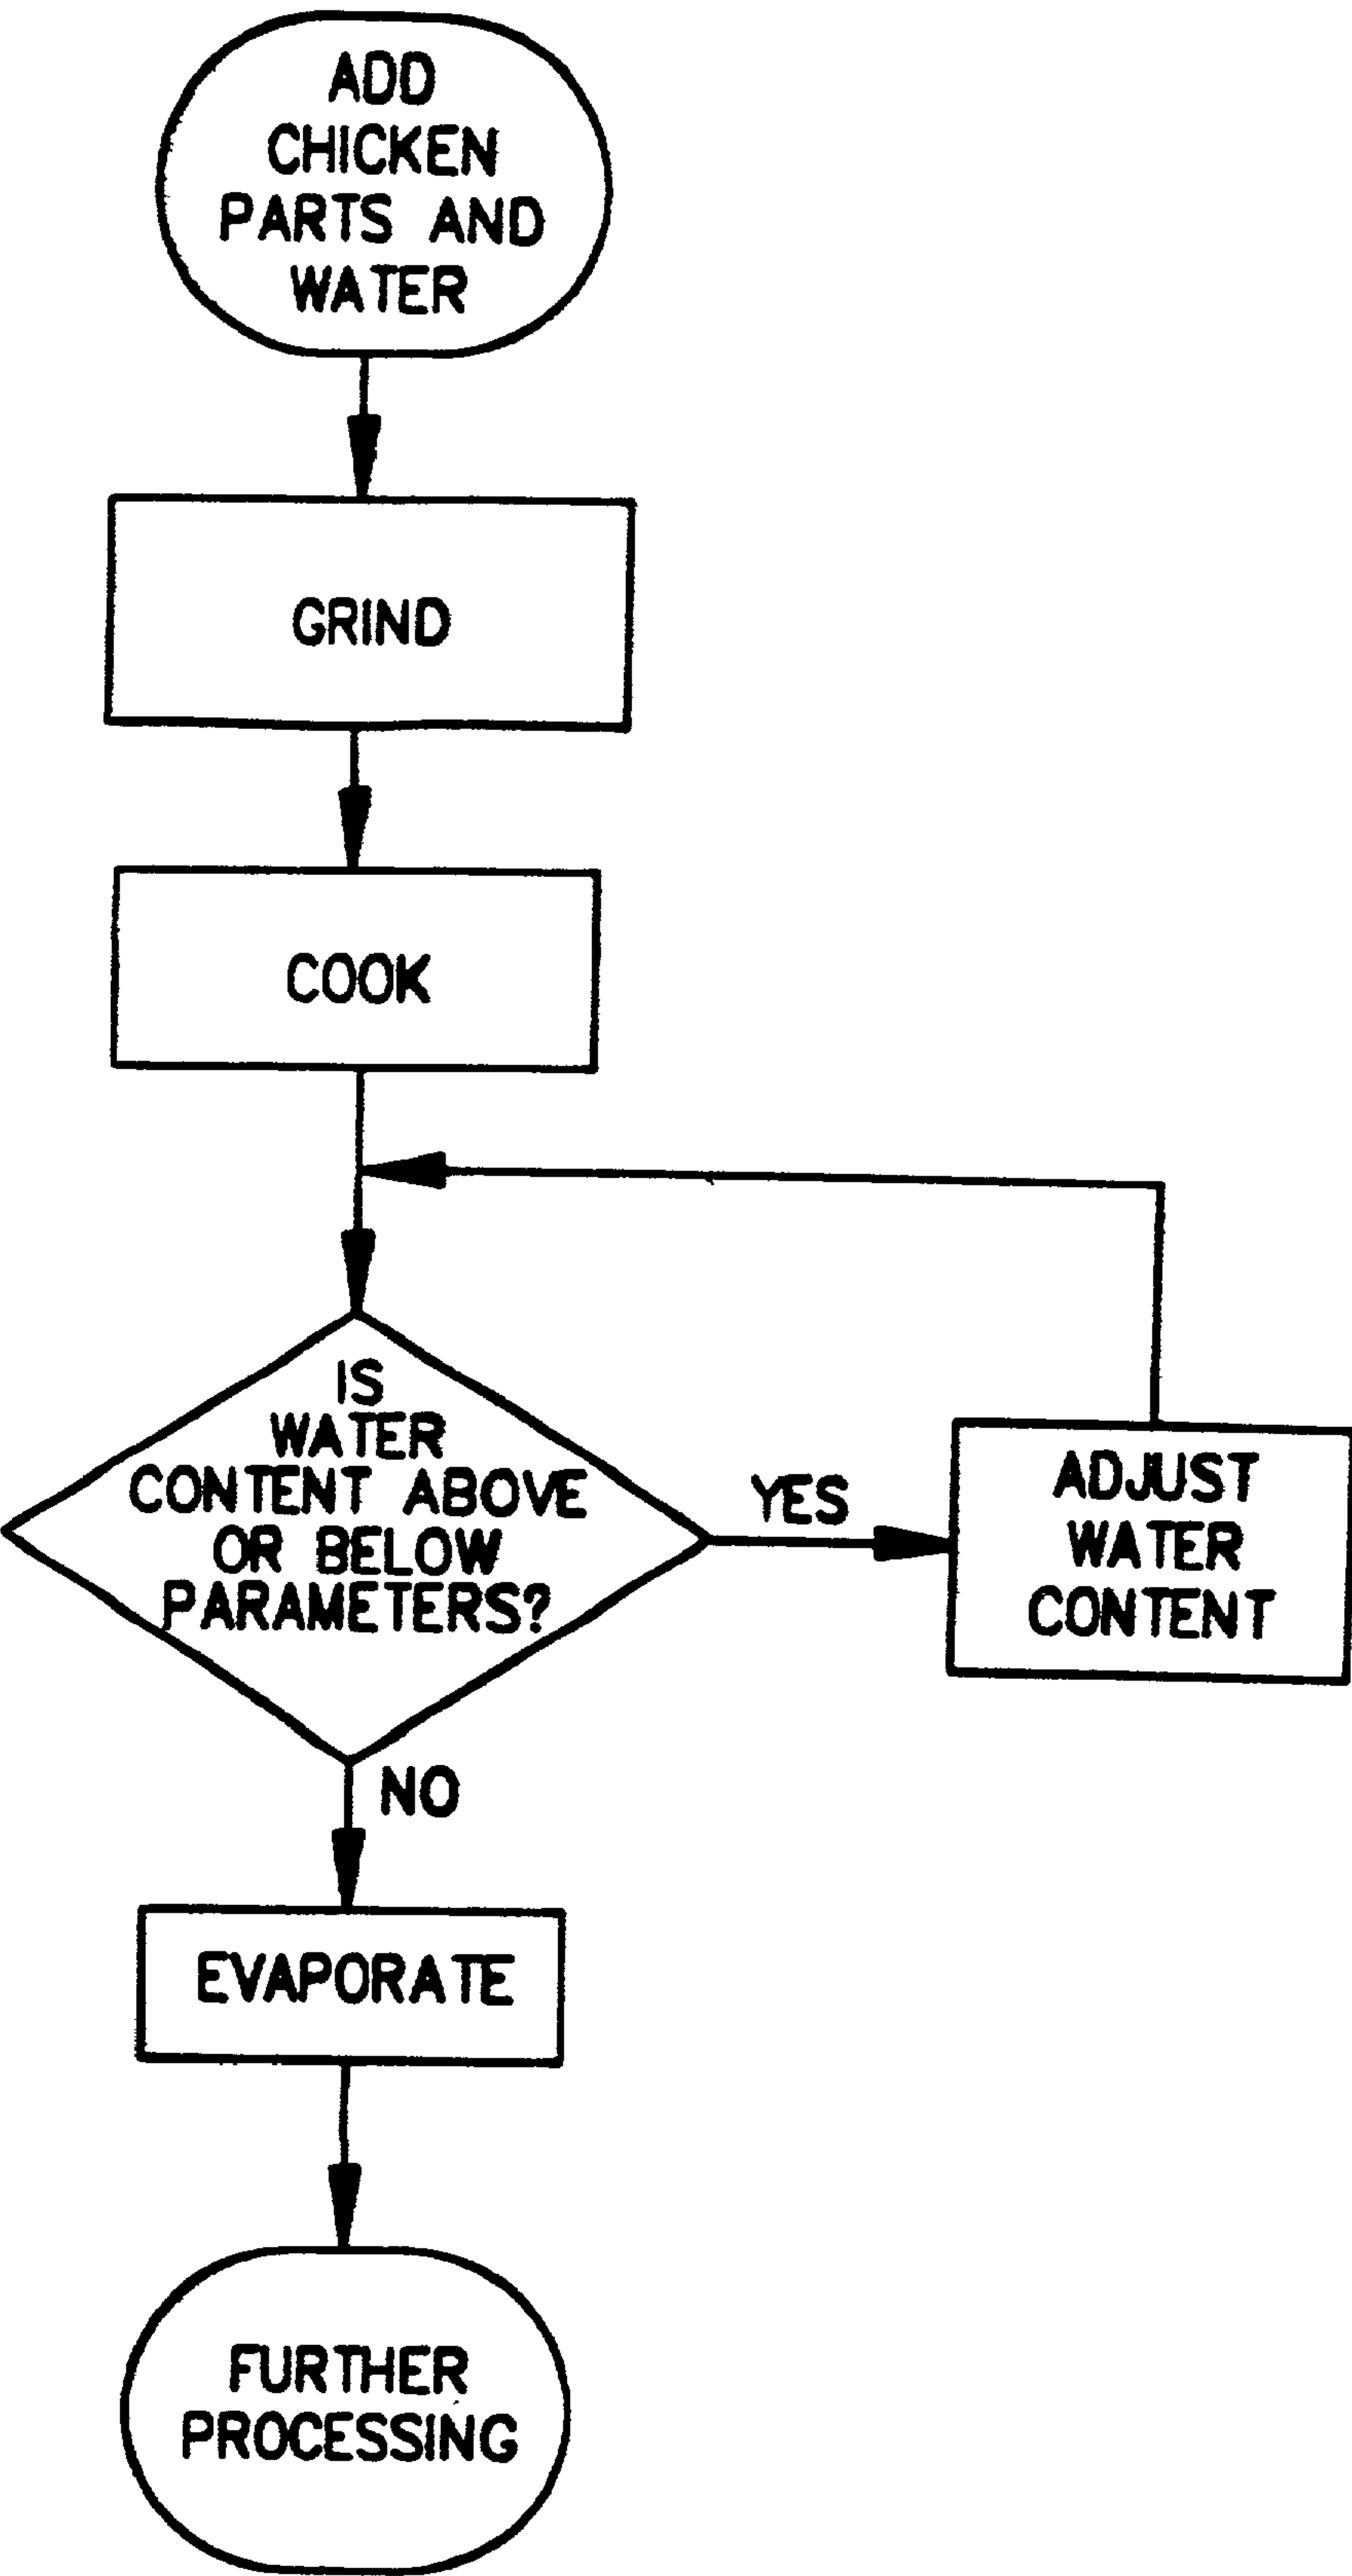 ADD
CHICKEN
PARTS AND
WATER
GRIND
COOK
IS
WATER
CONTENT ABOVE
OR BELOW
PARAMETERS?
YES
ADJUST
WATER
CONTENT
NO
EVAPORATE
FURTHER
PROCESSING